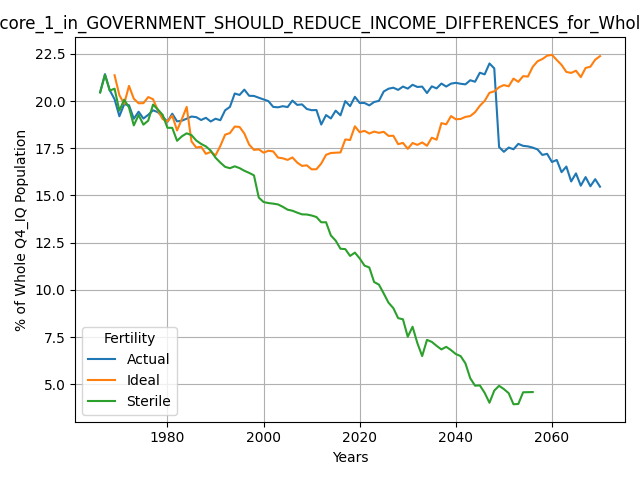 core_1_in_GOVERNMENT_SHOULD_REDUCE_INCOME_DIFFERENCES_for_Whol
% of Whole Q4_IQ Population
22.5
20.0
17.5
15.0
12.5
10.0
7.5
5.0
Fertility
Actual
Ideal
Sterile
1980 2000 2020 2040 2060
Years